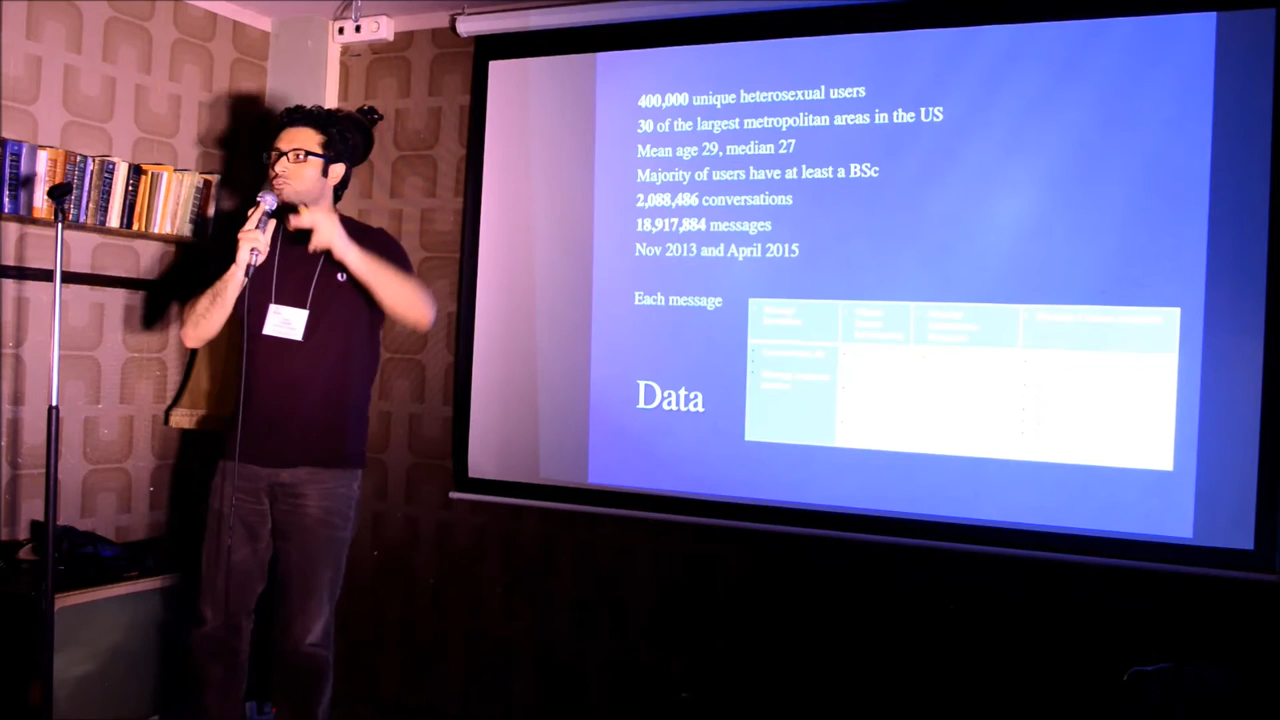 400,000 unique heterosexual users
30 of the largest metropolitan areas in the US
Mean age 29, median 27
Majority of users have at least a BSc
2,088,486 conversations
18,917,884 messages
Nov 2013 and April 2015
Each message
Data